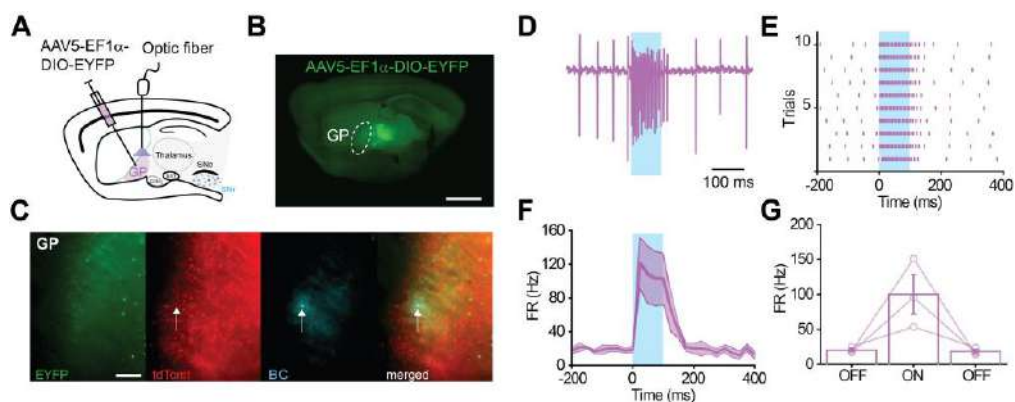 A
AAV5-EF1α-
DIO-EYFP
Optic fiber
Thalamus
GP
SNc
SNr
B
AAV5-EF1α-DIO-EYFP
GP
C
GP
EYFP
tdTomt
BC
merged
D
100 ms
E
Trials
10
5
-200 0 200 400
Time (ms)
F
FR (Hz)
160
120
80
40
0
-200 0 200 400
Time (ms)
G
FR (Hz)
200
150
100
50
0
OFF ON OFF